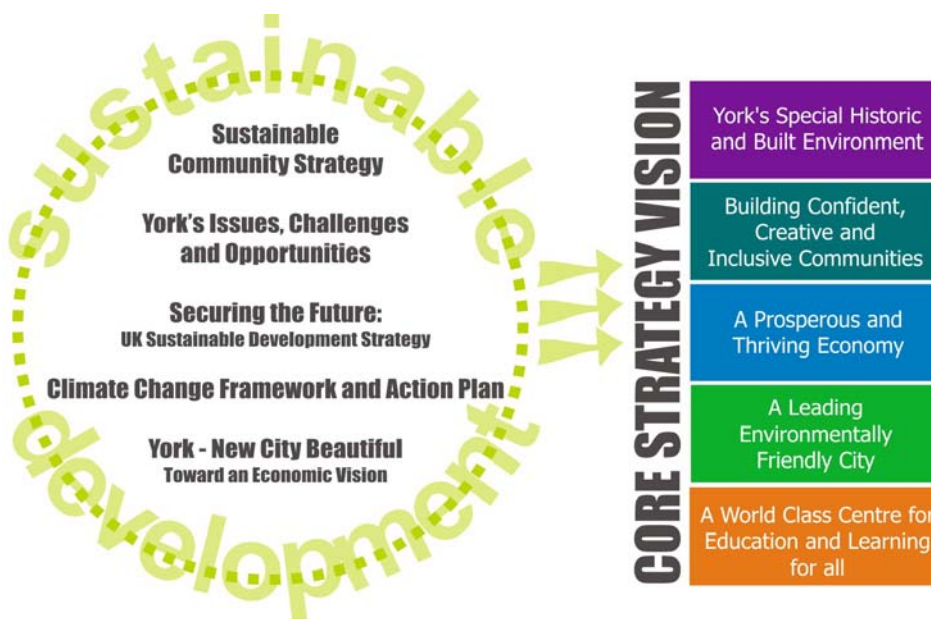 sustainable
Sustainable
Community Strategy
York's Issues, Challenges
and Opportunities
Securing the Future:
UK Sustainable Development Strategy
Climate Change Framework and Action Plan
York - New City Beautiful
Toward an Economic Vision
development
CORE STRATEGY VISION
York's Special Historic
and Built Environment
Building Confident,
Creative and
Inclusive Communities
A Prosperous and
Thriving Economy
A Leading
Environmentally
Friendly City
A World Class Centre for
Education and Learning
for all